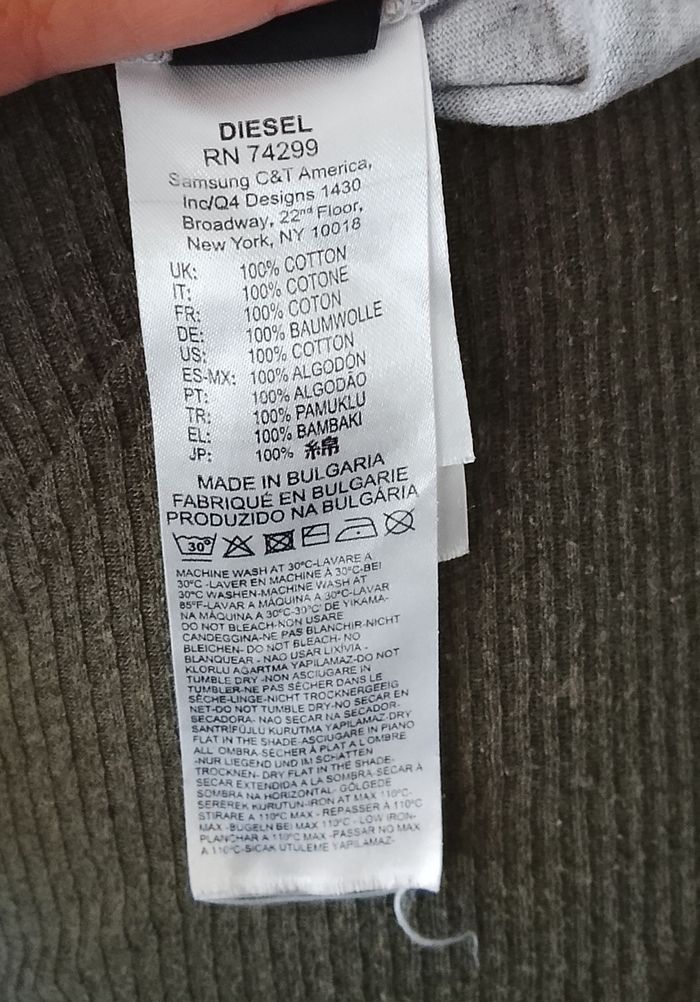 DIESEL
RN 74299
Samsung C&T America,
Inc/Q4 Designs 1430
Broadway, 22nd Floor,
New York, NY 10018
UK: 100% COTTON
IT: 100% COTONE
FR: 100% COTON
DE: 100% BAUMWOLLE
US: 100% COTTON
ES-MX: 100% ALGODÓN
PT: 100% ALGODÃO
TR: 100% PAMUKLU
EL: 100% BAMBAKI
JP: 100% 綿
MADE IN BULGARIA
FABRIQUÉ EN BULGARIE
PRODUZIDO NA BULGÁRIA
30°
MACHINE WASH AT 30°C-LAVARE A
30°C -LAVER EN MACHINE À 30°C-BEI
30°C WASHEN-MACHINE WASH AT
85°F-LAVAR A MÁQUINA A 30°C-LAVAR
NA MÁQUINA A 30°C-30°C' DE YIKAMA-
DO NOT BLEACH-NON USARE
CANDEGGINA-NE PAS BLANCHIR-NICHT
BLEICHEN- DO NOT BLEACH- NO
BLANQUEAR - NAO USAR LIXÍVIA -
KLORLU AGARTMA YAPILAMAZ-DO NOT
TUMBLE DRY -NON ASCIUGARE IN
TUMBLER-NE PAS SÉCHER DANS LE
SÈCHE-LINGE-NICHT TROCKNERGEEIG
NET-DO NOT TUMBLE DRY-NO SECAR EN
SECADORA- NAO SECAR NA SECADOR-
SANTRIFÜJLU KURUTMA YAPILAMAZ-DRY
FLAT IN THE SHADE-ASCIUGARE IN PIANO
ALL OMBRA-SÉCHER À PLAT A L'OMBRE
-NUR LIEGEND UND IM SCHATTEN
TROCKNEN- DRY FLAT IN THE SHADE-
SECAR EXTENDIDA A LA SOMBRA-SECAR À
SOMBRA NA HORIZONTAL- GÖLGEDE
SEREREK KURUTUN-IRON AT MAX 110°C-
STIRARE A 110°C MAX - REPASSER À 110°C
MAX -BÜGELN BEI MAX 110°C - LOW IRON-
PLANCHAR A 110°C MAX -PASSAR NO MAX
A 110°C-SICAK UTULEME YAPILAMAZ-